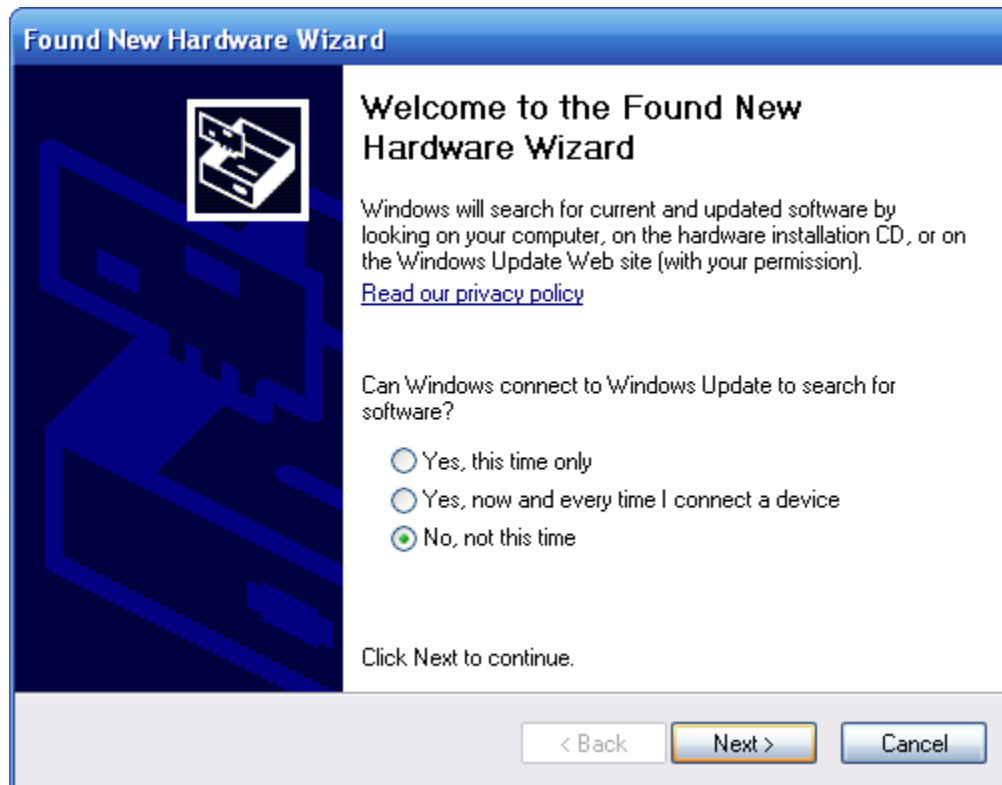 Found New Hardware Wizard
Welcome to the Found New
Hardware Wizard
Windows will search for current and updated software by
looking on your computer, on the hardware installation CD, or on
the Windows Update Web site (with your permission).
Read our privacy policy
Can Windows connect to Windows Update to search for
software?
Yes, this time only
Yes, now and every time I connect a device
No, not this time
Click Next to continue.
< Back Next > Cancel